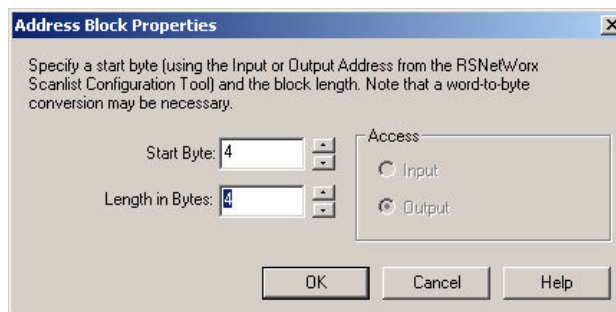 Address Block Properties
Specify a start byte (using the Input or Output Address from the RSNetWorx
Scanlist Configuration Tool) and the block length. Note that a word-to-byte
conversion may be necessary.
Start Byte: 4
Length in Bytes: 4
Access
Input
Output
OK Cancel Help